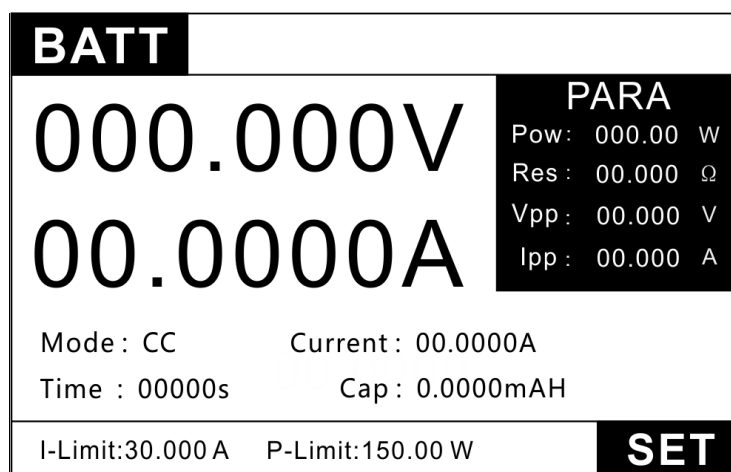 BATT
000.000V
00.0000A
PARA
Pow: 000.00 W
Res: 00.000 Ω
Vpp: 00.000 V
Ipp: 00.000 A
Mode: CC Current: 00.0000A
Time : 00000s Cap: 0.0000mAH
I-Limit:30.000 A P-Limit:150.00 W SET